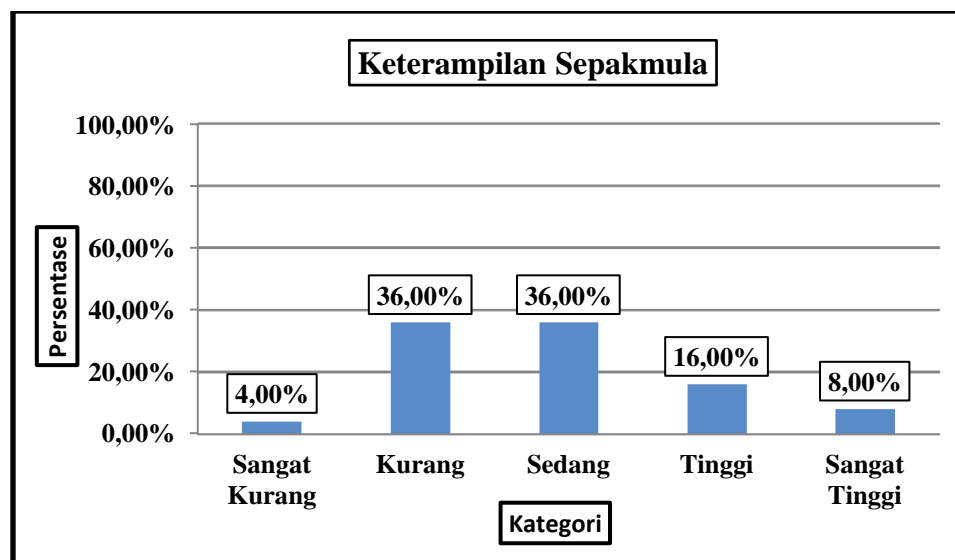 Keterampilan Sepakmula
Persentase
100,00%
80,00%
60,00%
40,00%
20,00%
0,00%
4,00%
36,00%
36,00%
16,00%
8,00%
Sangat
Kurang
Kurang
Sedang
Tinggi
Sangat
Tinggi
Kategori